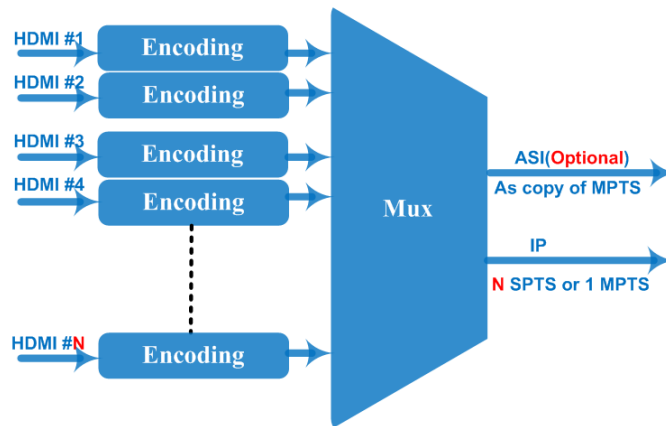 HDMI #1
Encoding
HDMI #2
Encoding
HDMI #3
Encoding
HDMI #4
Encoding
HDMI #N
Encoding
Mux
ASI(Optional)
As copy of MPTS
IP
N SPTS or 1 MPTS